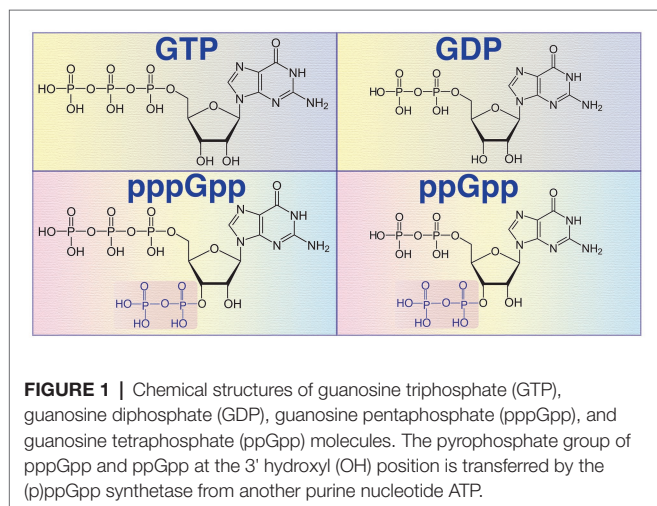 GTP
GDP
O
O
N
NH
N
N
NH₂
HO-P-O-P-O-P-O
O O O
OH OH OH
O
OH OH
O
N
NH
N
N
NH₂
HO-P-O-P-O
O O
OH OH
O
HO OH
pppGpp
ppGpp
O
N
NH
N
N
NH₂
HO-P-O-P-O-P-O
O O O
OH OH OH
O
O OH
HO-P-O-P
O O
HO HO
O
N
NH
N
N
NH₂
HO-P-O-P-O
O O
OH OH
O
O OH
HO-P-O-P
O O
HO HO
FIGURE 1 | Chemical structures of guanosine triphosphate (GTP),
guanosine diphosphate (GDP), guanosine pentaphosphate (pppGpp), and
guanosine tetraphosphate (ppGpp) molecules. The pyrophosphate group of
pppGpp and ppGpp at the 3' hydroxyl (OH) position is transferred by the
(p)ppGpp synthetase from another purine nucleotide ATP.